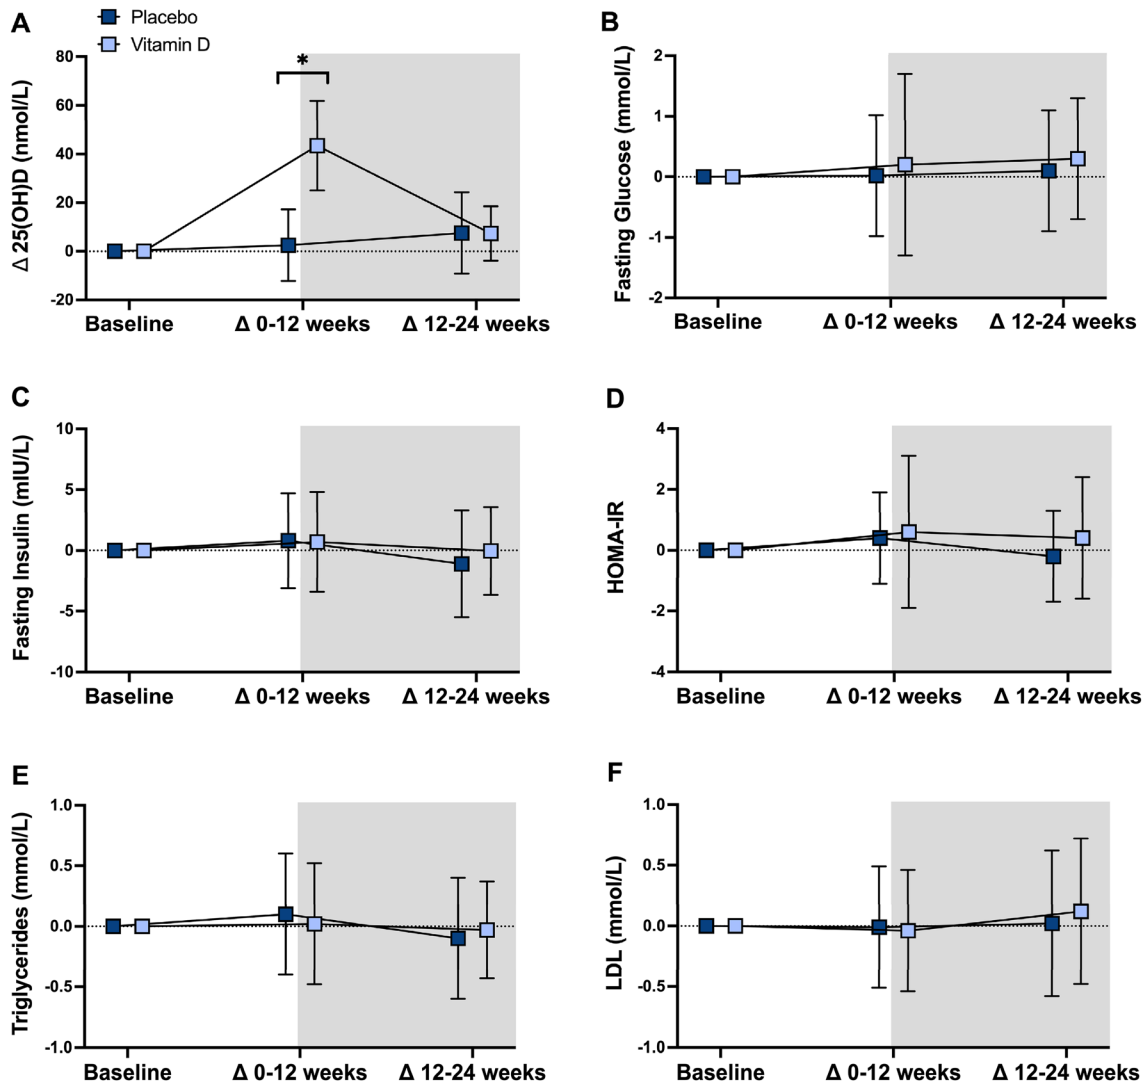 A
Placebo
Vitamin D
80
60
40
20
0
-20
Δ 25(OH)D (nmol/L)
*
Baseline
Δ 0-12 weeks
Δ 12-24 weeks
B
2
1
0
-1
-2
Fasting Glucose (mmol/L)
Baseline
Δ 0-12 weeks
Δ 12-24 weeks
C
10
5
0
-5
-10
Fasting Insulin (mIU/L)
Baseline
Δ 0-12 weeks
Δ 12-24 weeks
D
4
2
0
-2
-4
HOMA-IR
Baseline
Δ 0-12 weeks
Δ 12-24 weeks
E
1.0
0.5
0.0
-0.5
-1.0
Triglycerides (mmol/L)
Baseline
Δ 0-12 weeks
Δ 12-24 weeks
F
1.0
0.5
0.0
-0.5
-1.0
LDL (mmol/L)
Baseline
Δ 0-12 weeks
Δ 12-24 weeks